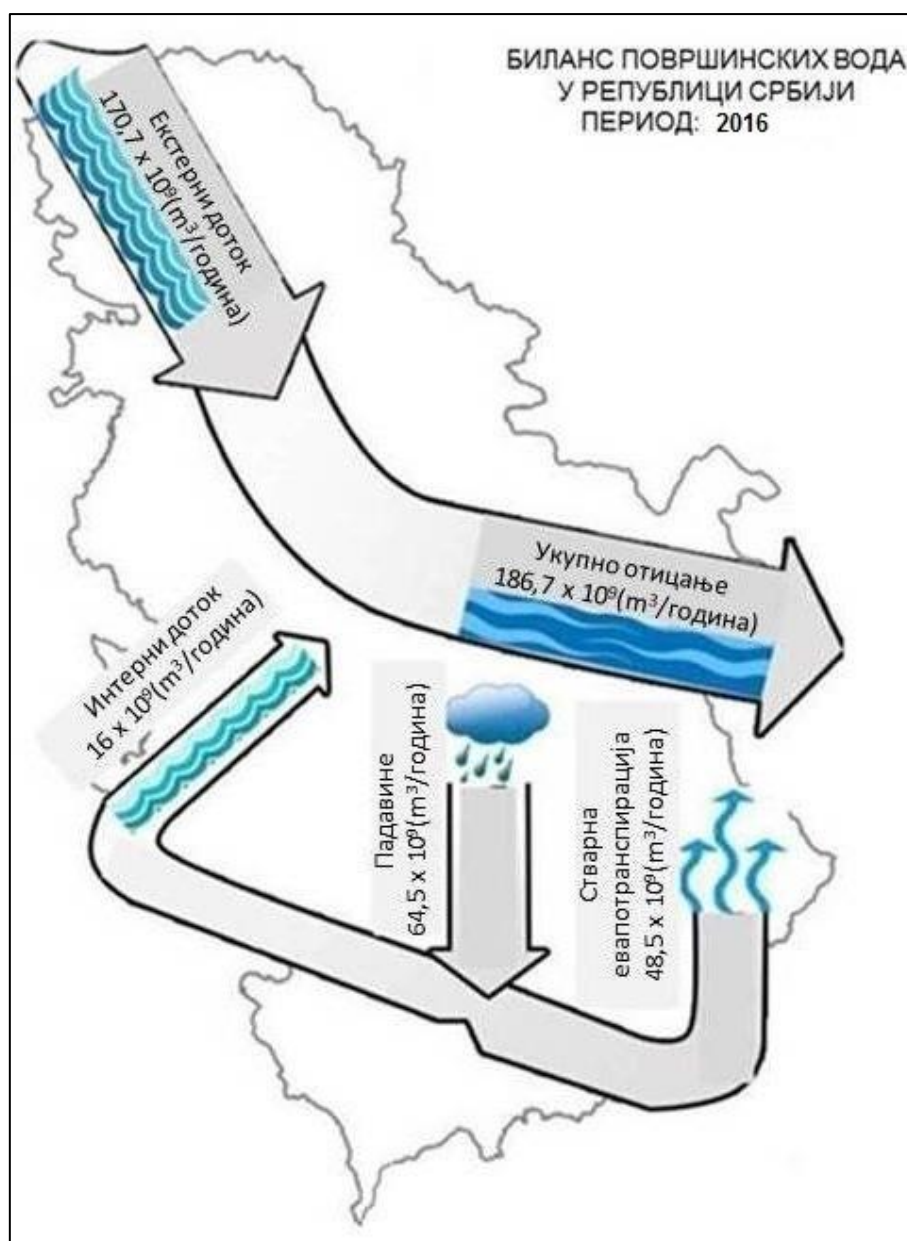 БИЛАНС ПОВРШИНСКИХ ВОДА
У РЕПУБЛИЦИ СРБИЈИ
ПЕРИОД: 2016
Екстерни доток
170,7 x 10⁹(m³/година)
Укупно отицање
186,7 x 10⁹(m³/година)
Интерни доток
16 x 10⁹(m³/година)
Падавине
64,5 x 10⁹(m³/година)
Стварна
евапотранспирација
48,5 x 10⁹(m³/година)